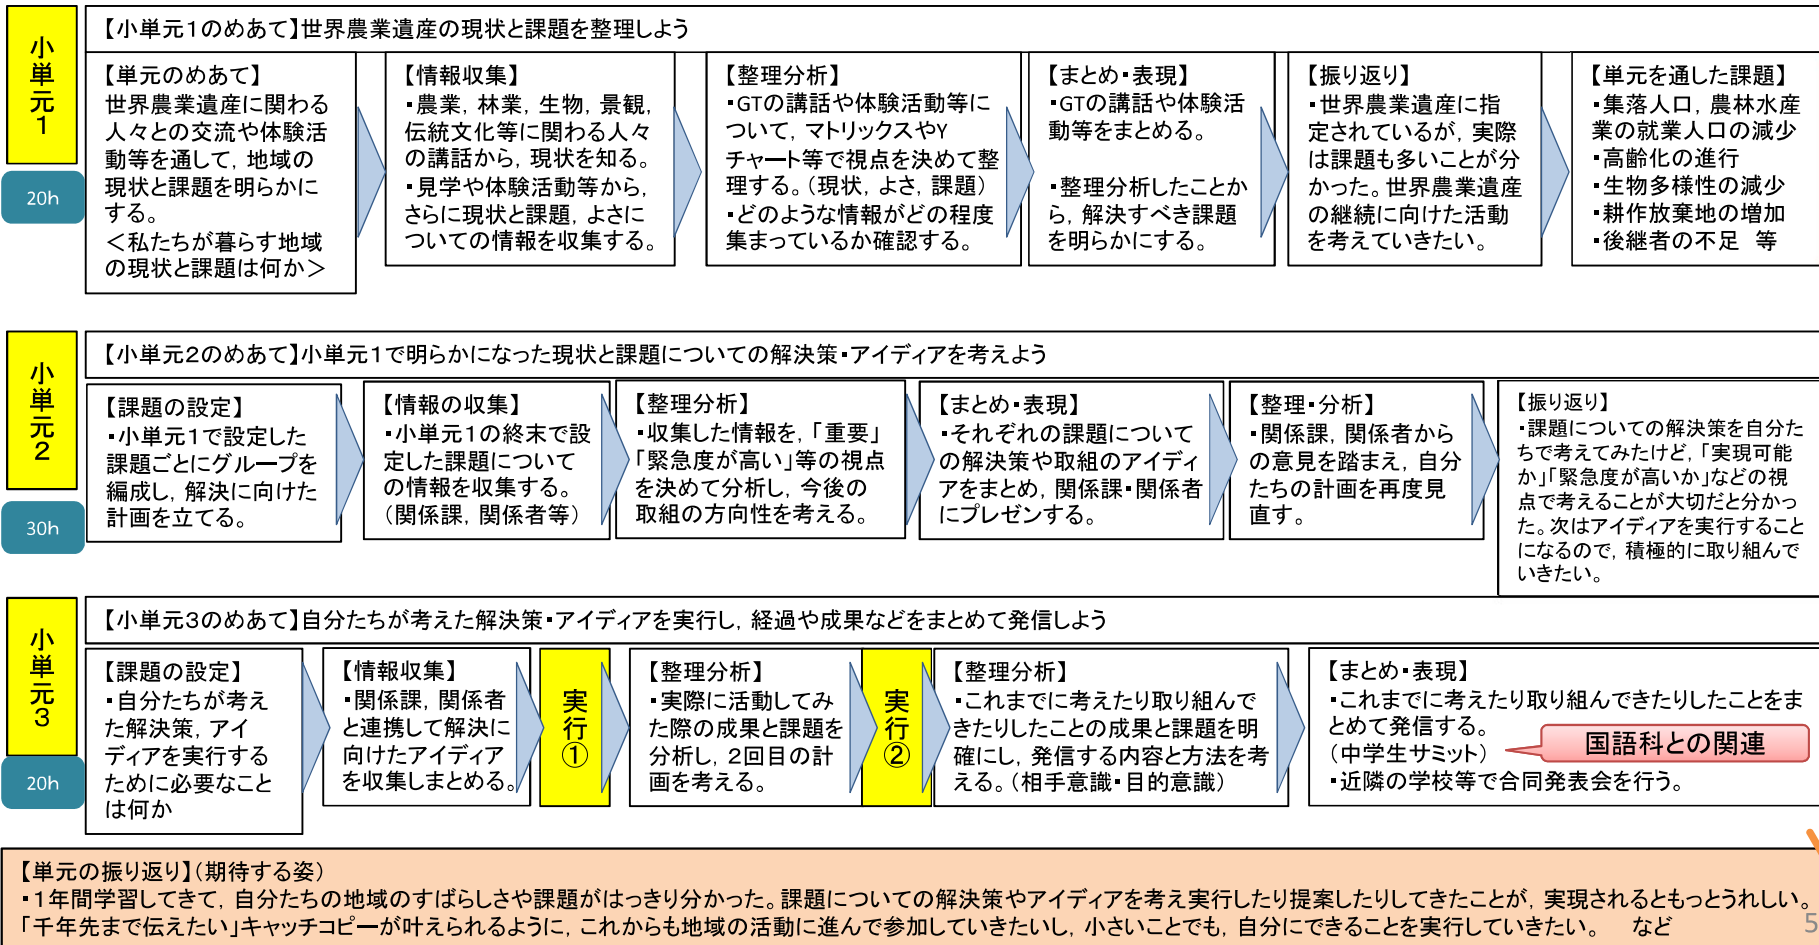 小単元1
20h
【小単元1のめあて】世界農業遺産の現状と課題を整理しよう
【単元のめあて】
世界農業遺産に関わる
人々との交流や体験活
動等を通して，地域の
現状と課題を明らかに
する。
＜私たちが暮らす地域
の現状と課題は何か＞
【情報収集】
・農業，林業，生物，景観，
伝統文化等に関わる人々
の講話から，現状を知る。
・見学や体験活動等から，
さらに現状と課題，よさに
ついての情報を収集する。
【整理分析】
・GTの講話や体験活動等に
ついて，マトリックスやY
チャート等で視点を決めて整
理する。（現状，よさ，課題）
・どのような情報がどの程度
集まっているか確認する。
【まとめ・表現】
・GTの講話や体験活
動等をまとめる。
・整理分析したことか
ら，解決すべき課題
を明らかにする。
【振り返り】
・世界農業遺産に指
定されているが，実際
は課題も多いことが分
かった。世界農業遺産
の継続に向けた活動
を考えていきたい。
【単元を通した課題】
・集落人口，農林水産
業の就業人口の減少
・高齢化の進行
・生物多様性の減少
・耕作放棄地の増加
・後継者の不足　等
小単元2
30h
【小単元2のめあて】小単元1で明らかになった現状と課題についての解決策・アイディアを考えよう
【課題の設定】
・小単元1で設定した
課題ごとにグループを
編成し，解決に向けた
計画を立てる。
【情報の収集】
・小単元1の終末で設
定した課題について
の情報を収集する。
（関係課，関係者等）
【整理分析】
・収集した情報を，「重要」
「緊急度が高い」等の視点
を決めて分析し，今後の
取組の方向性を考える。
【まとめ・表現】
・それぞれの課題について
の解決策や取組のアイディ
アをまとめ，関係課・関係者
にプレゼンする。
【整理・分析】
・関係課，関係者から
の意見を踏まえ，自分
たちの計画を再度見
直す。
【振り返り】
・課題についての解決策を自分た
ちで考えてみたけど，「実現可能
か」「緊急度が高いか」などの視
点で考えることが大切だと分かっ
た。次はアイディアを実行すること
になるので，積極的に取り組んで
いきたい。
小単元3
20h
【小単元3のめあて】自分たちが考えた解決策・アイディアを実行し，経過や成果などをまとめて発信しよう
【課題の設定】
・自分たちが考え
た解決策，アイ
ディアを実行する
ために必要なこと
は何か
【情報収集】
・関係課，関係者
と連携して解決に
向けたアイディア
を収集しまとめる。
実行①
【整理分析】
・実際に活動してみ
た際の成果と課題を
分析し，2回目の計
画を考える。
実行②
【整理分析】
・これまでに考えたり取り組んで
きたりしたことの成果と課題を明
確にし，発信する内容と方法を考
える。（相手意識・目的意識）
【まとめ・表現】
・これまでに考えたり取り組んできたりしたことをま
とめて発信する。
（中学生サミット）
国語科との関連
・近隣の学校等で合同発表会を行う。
【単元の振り返り】（期待する姿）
・1年間学習してきて，自分たちの地域のすばらしさや課題がはっきり分かった。課題についての解決策やアイディアを考え実行したり提案したりしてきたことが，実現されるともっとうれしい。
「千年先まで伝えたい」キャッチコピーが叶えられるように，これからも地域の活動に進んで参加していきたいし，小さいことでも，自分にできることを実行していきたい。　など
5